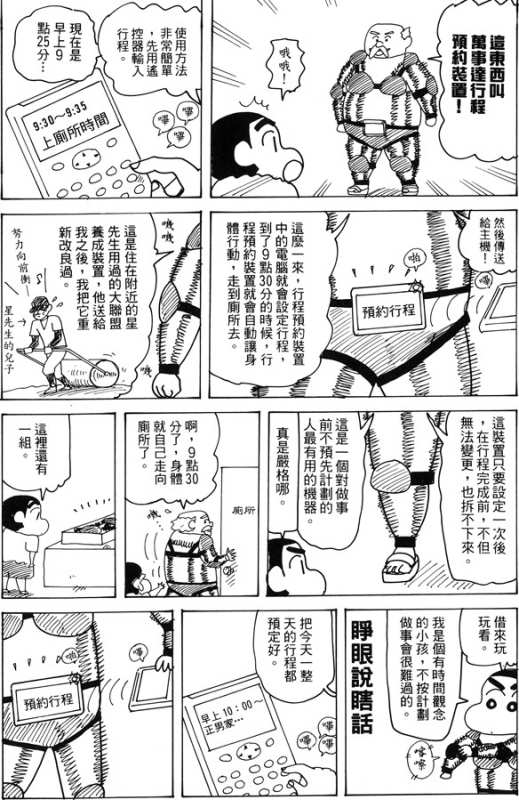 這東西叫
萬事達行程
預約裝置！
哦哦！
使用方法
非常簡單
，先用遙
控器輸入
行程。
現在是
早上9
點25分…
9:30～9:35
上廁所時間
嗶
嗶
嗶
然後傳送
給主機！
啪
預約行程
這麼一來，行程預約裝置
中的電腦就會設定行程，
到了9點30分的時候，行
程預約裝置就會自動讓身
體行動，走到廁所去。
哦
哦
這是住在附近的星
先生用過的大聯盟
養成裝置，他送給
我之後，我把它重
新改良過。
努力向前衝
星先生的兒子
這裝置只要設定一次後
，在行程完成前，不但
無法變更，也拆不下來。
這是一個對做事
前不預先計劃的
人最有用的機器。
真是嚴格哪。
廁所
啊，9點30
分了，身體
就自己走向
廁所了。
這裡還有
一組。
借來玩
玩看。
我是個有時間觀念
的小孩，不按計劃
做事會很難過的。
睜眼說瞎話
喀嚓
把今天一整
天的行程都
預定好。
早上10：00～
正男家…
嗶
嗶
嗶
啪
預約行程